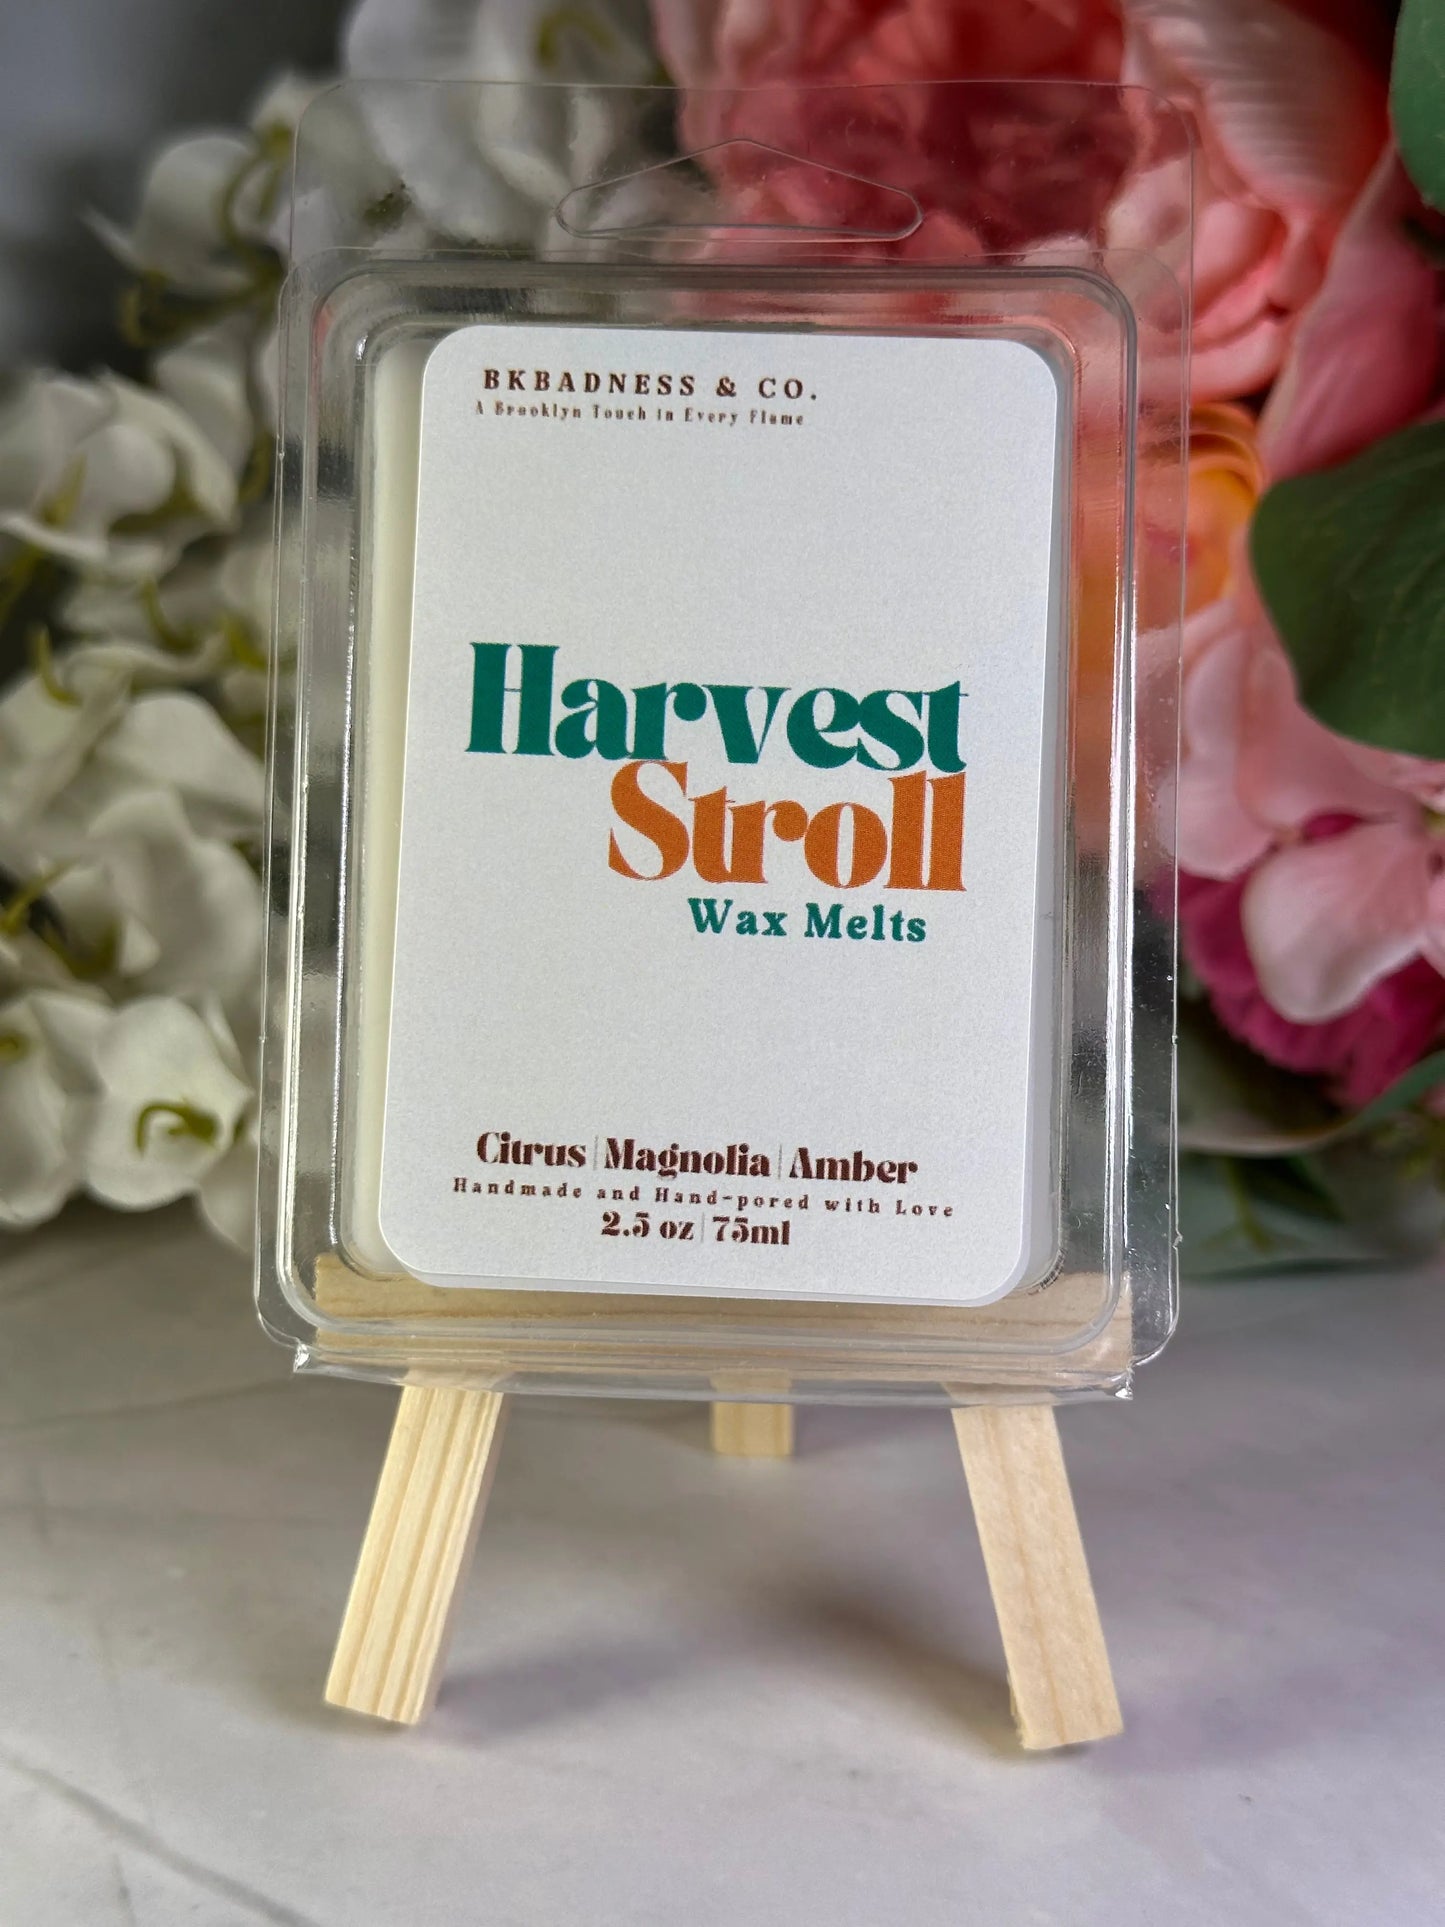 BKBADNESS & CO.
A Brooklyn Touch in Every Flame
Harvest
Stroll
Wax Melts
Citrus|Magnolia|Amber
Handmade and Hand-pored with Love
2.5 oz|75ml